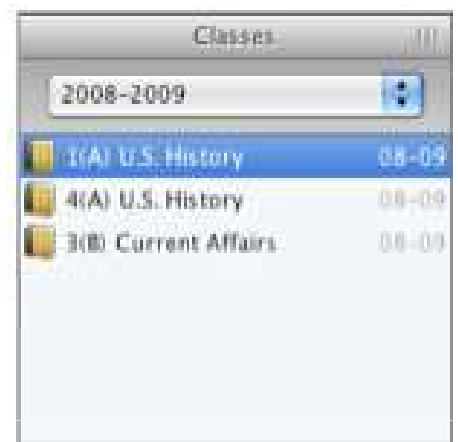 Classes
2008-2009
1(A) U.S. History 08-09
4(A) U.S. History 08-09
3(B) Current Affairs 08-09